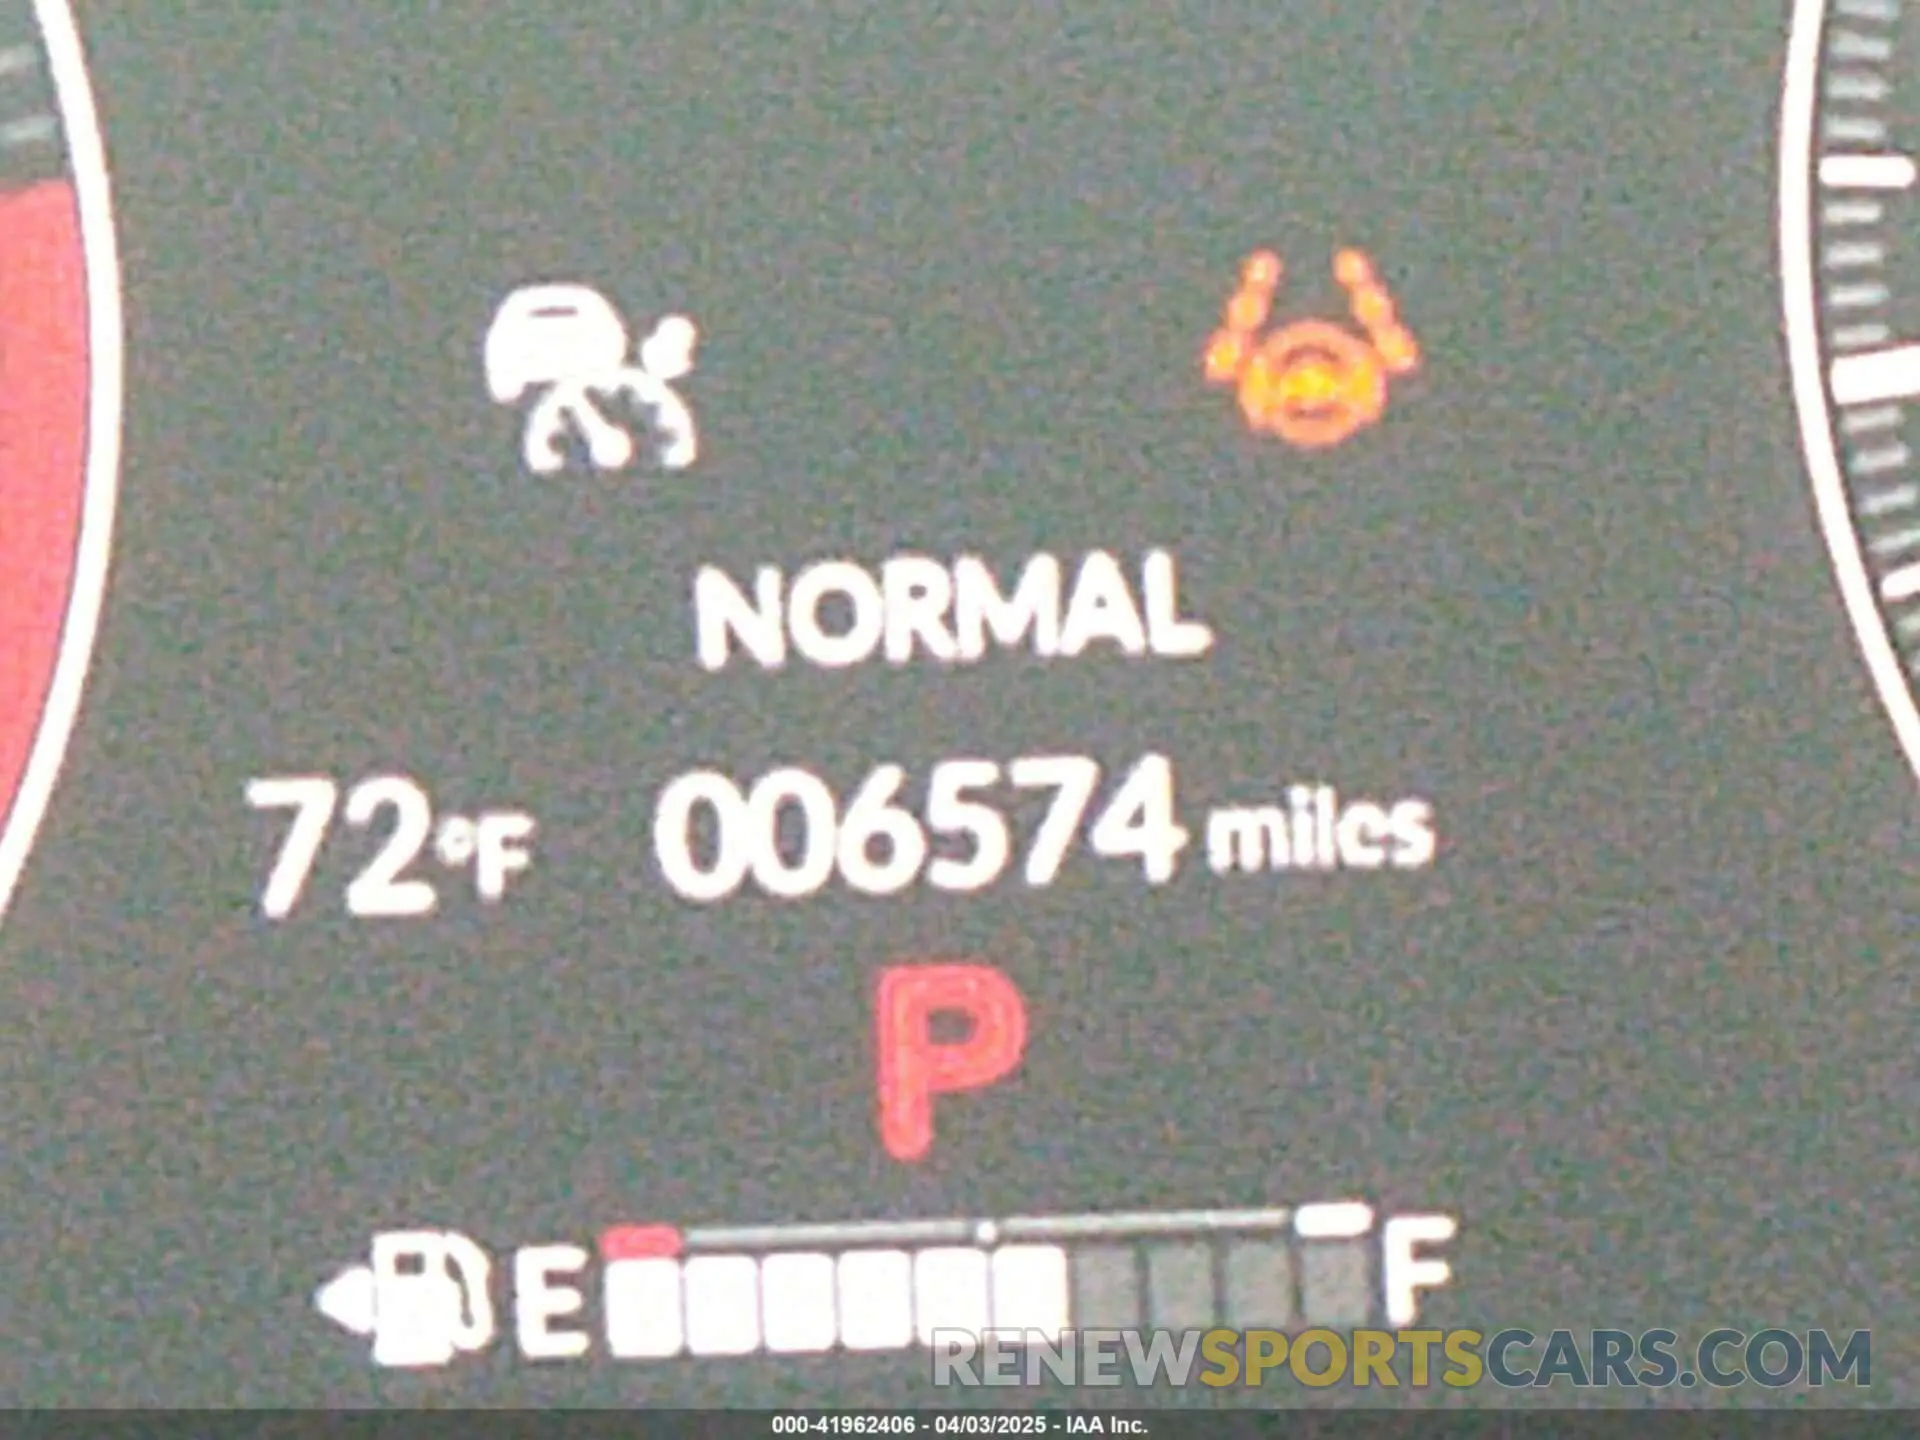 NORMAL
72°F 006574 miles
P
E F
RENEWSPORTSCARS.COM
000-41962406 - 04/03/2025 - IAA Inc.